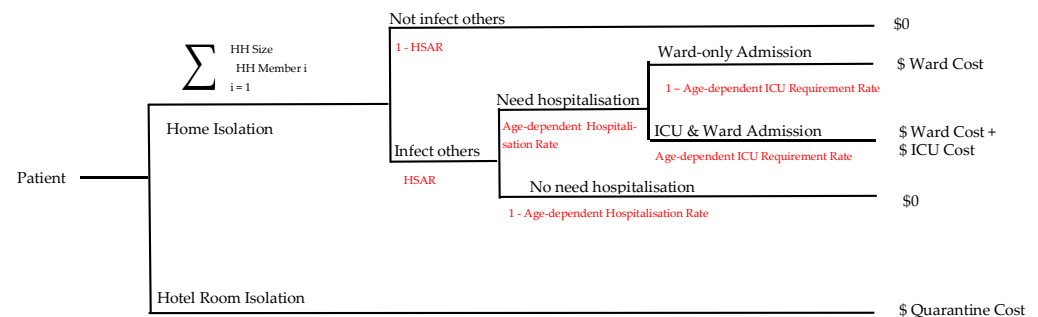 Not infect others
$0
1 - HSAR
HH Size
HH Member i
i = 1
Ward-only Admission
$ Ward Cost
1 – Age-dependent ICU Requirement Rate
Need hospitalisation
Home Isolation
Age-dependent Hospitali-
sation Rate
ICU & Ward Admission
$ Ward Cost +
$ ICU Cost
Infect others
Age-dependent ICU Requirement Rate
HSAR
Patient
No need hospitalisation
$0
1 - Age-dependent Hospitalisation Rate
Hotel Room Isolation
$ Quarantine Cost